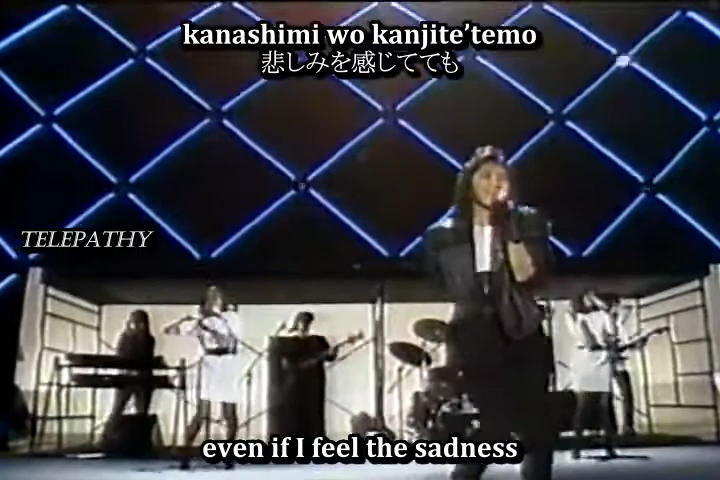 kanashimi wo kanjite'temo
悲しみを感じてても
TELEPATHY
even if I feel the sadness